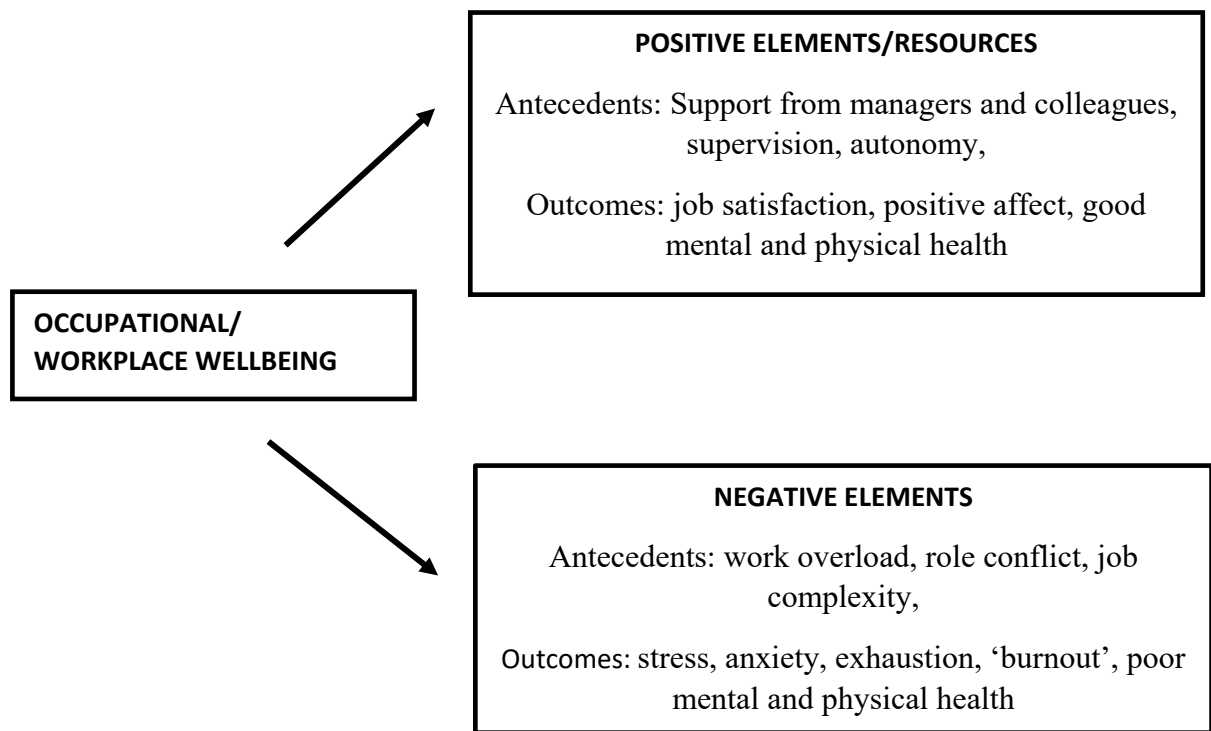 POSITIVE ELEMENTS/RESOURCES
Antecedents: Support from managers and colleagues,
supervision, autonomy,
Outcomes: job satisfaction, positive affect, good
mental and physical health
OCCUPATIONAL/
WORKPLACE WELLBEING
NEGATIVE ELEMENTS
Antecedents: work overload, role conflict, job
complexity,
Outcomes: stress, anxiety, exhaustion, ‘burnout’, poor
mental and physical health